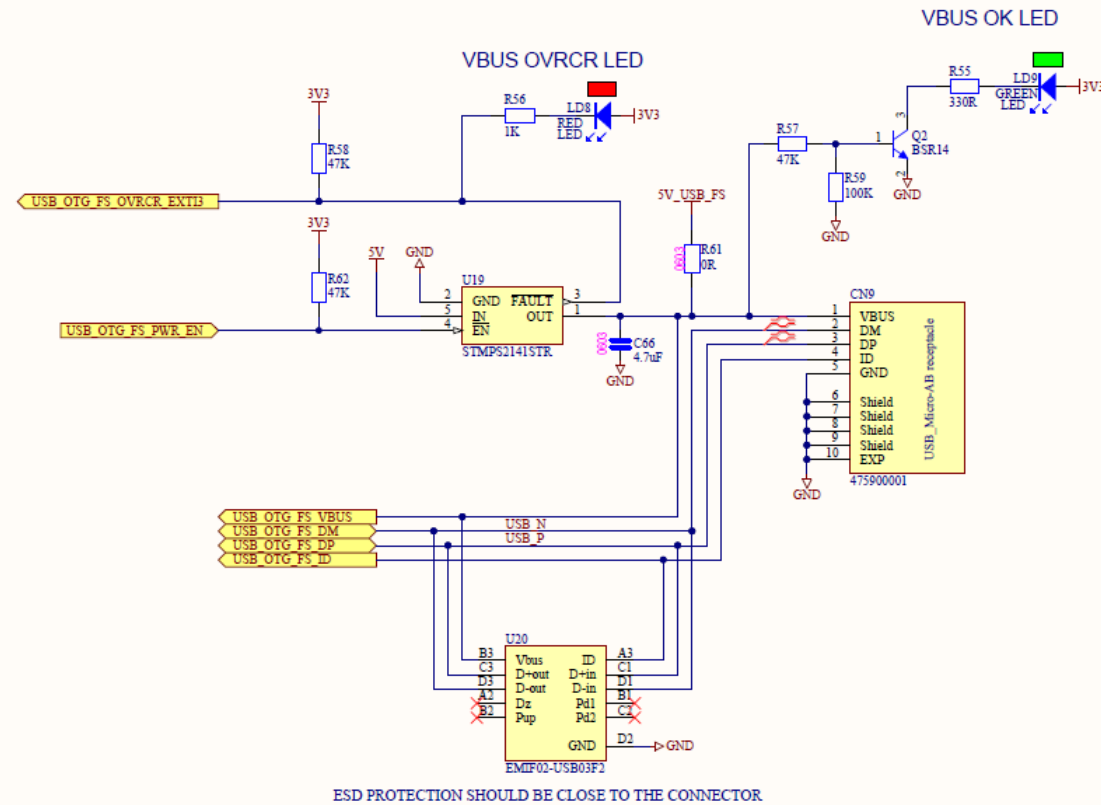 VBUS OK LED
VBUS OVRCR LED
R55
330R
LD9
GREEN
LED
3V3
3V3
R56
1K
LD8
RED
LED
3V3
R58
47K
R57
47K
1
3
2
Q2
BSR14
GND
R59
100K
GND
USB_OTG_FS_OVRCR_EXTI3
5V_USB_FS
3V3
5V
GND
R61
0R
0603
R62
47K
U19
2
GND
FAULT
3
5
IN
OUT
1
4
EN
STMPS2141STR
USB_OTG_FS_PWR_EN
0603
C66
4.7uF
GND
CN9
1
VBUS
2
DM
3
DP
4
ID
5
GND
6
Shield
7
Shield
8
Shield
9
Shield
10
EXP
USB_Micro-AB receptacle
475900001
GND
USB_OTG_FS_VBUS
USB_OTG_FS_DM
USB_N
USB_OTG_FS_DP
USB_P
USB_OTG_FS_ID
U20
B3
Vbus
ID
A3
C3
D+out
D+in
C1
D3
D-out
D-in
D1
A2
Dz
Pd1
B1
B2
Pup
Pd2
C2
GND
D2
GND
EMIF02-USB03F2
ESD PROTECTION SHOULD BE CLOSE TO THE CONNECTOR